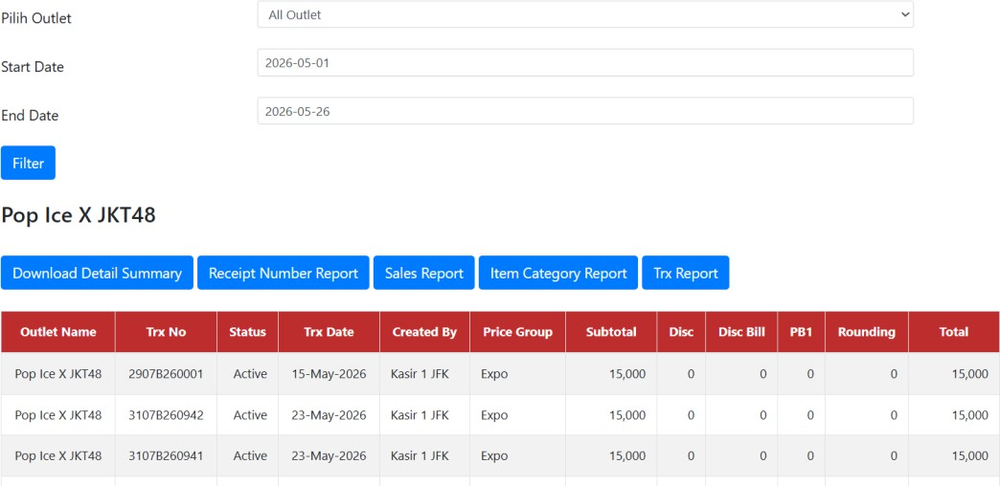 Pilih Outlet All Outlet
Start Date 2026-05-01
End Date 2026-05-26
Filter
Pop Ice X JKT48
Download Detail Summary Receipt Number Report Sales Report Item Category Report Trx Report
Outlet Name Trx No Status Trx Date Created By Price Group Subtotal Disc Disc Bill PB1 Rounding Total
Pop Ice X JKT48 2907B260001 Active 15-May-2026 Kasir 1 JFK Expo 15,000 0 0 0 0 15,000
Pop Ice X JKT48 3107B260942 Active 23-May-2026 Kasir 1 JFK Expo 15,000 0 0 0 0 15,000
Pop Ice X JKT48 3107B260941 Active 23-May-2026 Kasir 1 JFK Expo 15,000 0 0 0 0 15,000